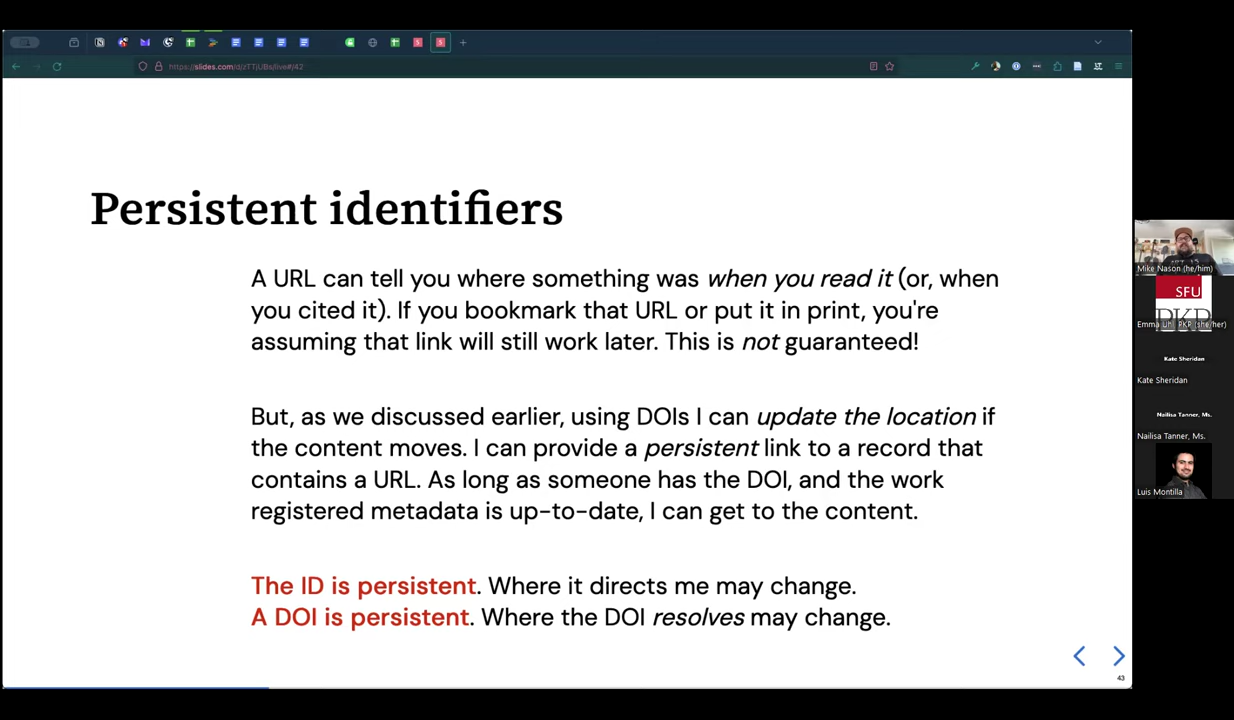 https://slides.com/d/zTTjUBs/live#/42
Persistent identifiers
A URL can tell you where something was when you read it (or, when
you cited it). If you bookmark that URL or put it in print, you're
assuming that link will still work later. This is not guaranteed!
But, as we discussed earlier, using DOIs I can update the location if
the content moves. I can provide a persistent link to a record that
contains a URL. As long as someone has the DOI, and the work
registered metadata is up-to-date, I can get to the content.
The ID is persistent. Where it directs me may change.
A DOI is persistent. Where the DOI resolves may change.
43
Mike Nason (he/him)
SFU
PKP
Emma Uhl, PKP (she/her)
Kate Sheridan
Kate Sheridan
Nailisa Tanner, Ms.
Nailisa Tanner, Ms.
Luis Montilla